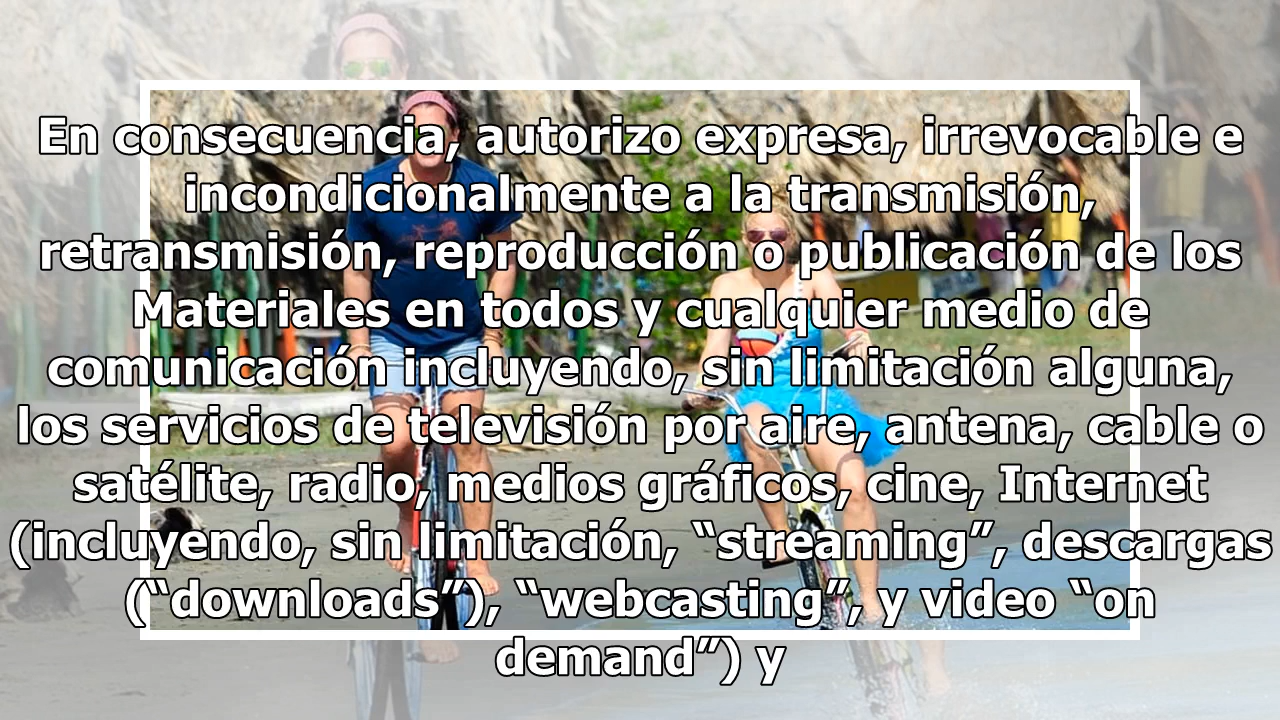 En consecuencia, autorizo expresa, irrevocable e
incondicionalmente a la transmisión,
retransmisión, reproducción o publicación de los
Materiales en todos y cualquier medio de
comunicación incluyendo, sin limitación alguna,
los servicios de televisión por aire, antena, cable o
satélite, radio, medios gráficos, cine, Internet
(incluyendo, sin limitación, “streaming”, descargas
(“downloads”), “webcasting”, y video “on
demand”) y